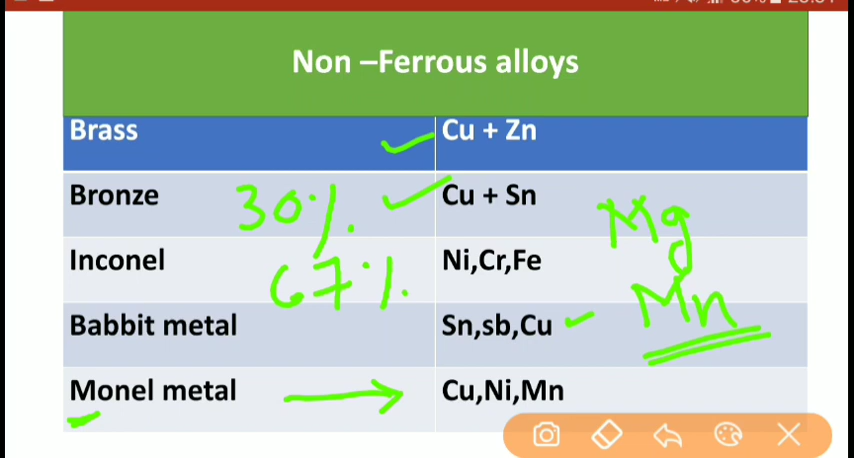 Non –Ferrous alloys
Brass Cu + Zn
Bronze 30% Cu + Sn Mg
Inconel 67% Ni,Cr,Fe
Babbit metal Sn,sb,Cu Mn
Monel metal Cu,Ni,Mn